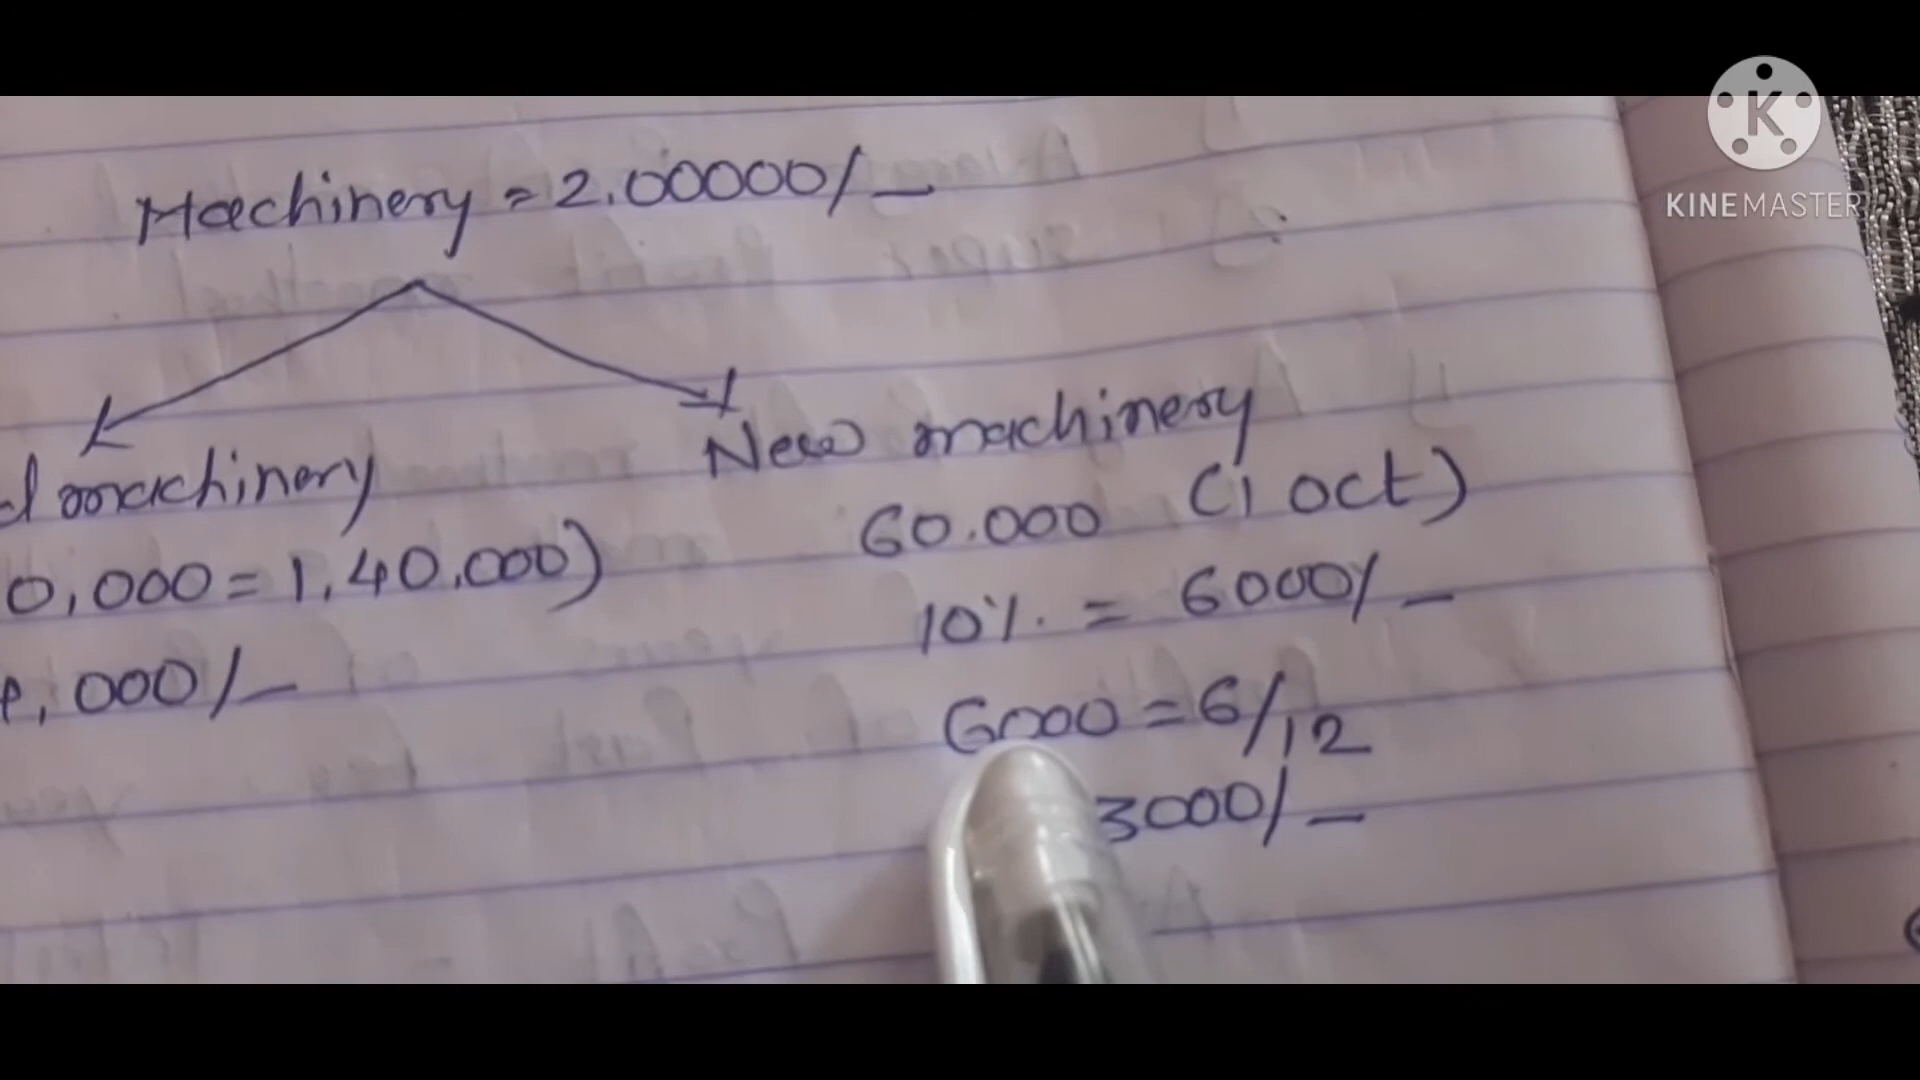 Machinery = 2.00000/-
machinery
0,000 = 1,40,000)
,000/-
New machinery
60.000 (1 oct)
10%. = 6000/-
6000 = 6/12
3000/-
K
KINEMASTER